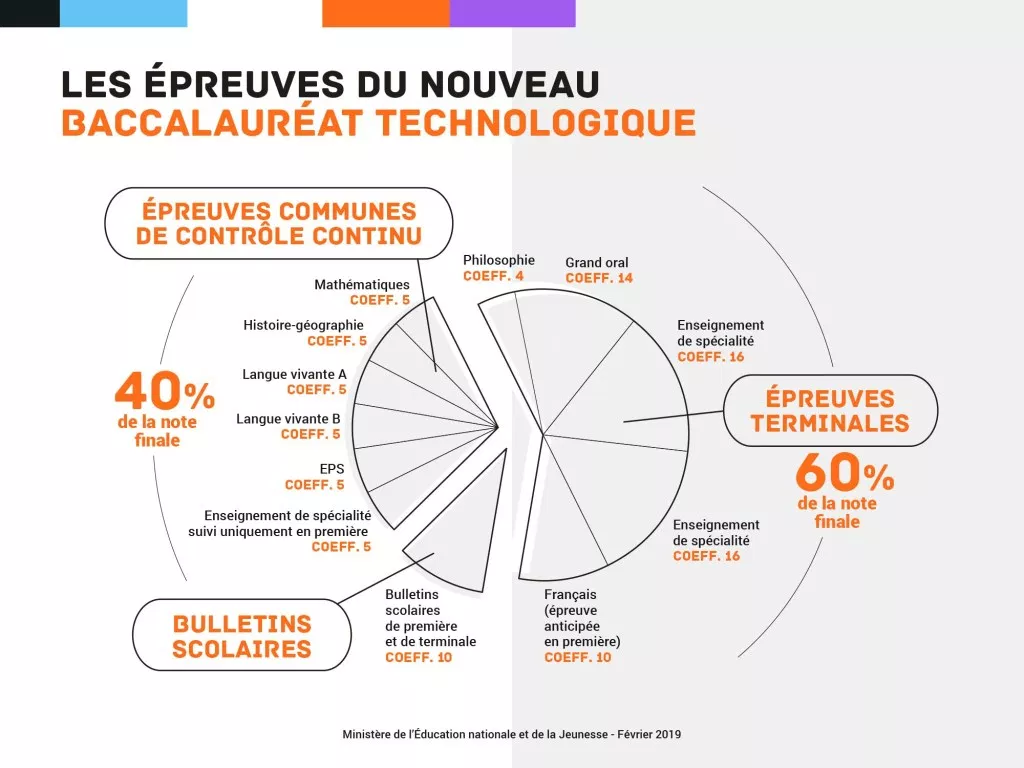 LES ÉPREUVES DU NOUVEAU
BACCALAURÉAT TECHNOLOGIQUE
ÉPREUVES COMMUNES
DE CONTRÔLE CONTINU
Mathématiques
COEFF. 5
Histoire-géographie
COEFF. 5
Langue vivante A
COEFF. 5
Langue vivante B
COEFF. 5
EPS
COEFF. 5
Enseignement de spécialité
suivi uniquement en première
COEFF. 5
40%
de la note
finale
BULLETINS
SCOLAIRES
Bulletins
scolaires
de première
et de terminale
COEFF. 10
Philosophie
COEFF. 4
Grand oral
COEFF. 14
Enseignement
de spécialité
COEFF. 16
ÉPREUVES
TERMINALES
60%
de la note
finale
Enseignement
de spécialité
COEFF. 16
Français
(épreuve
anticipée
en première)
COEFF. 10
Ministère de l'Éducation nationale et de la Jeunesse - Février 2019